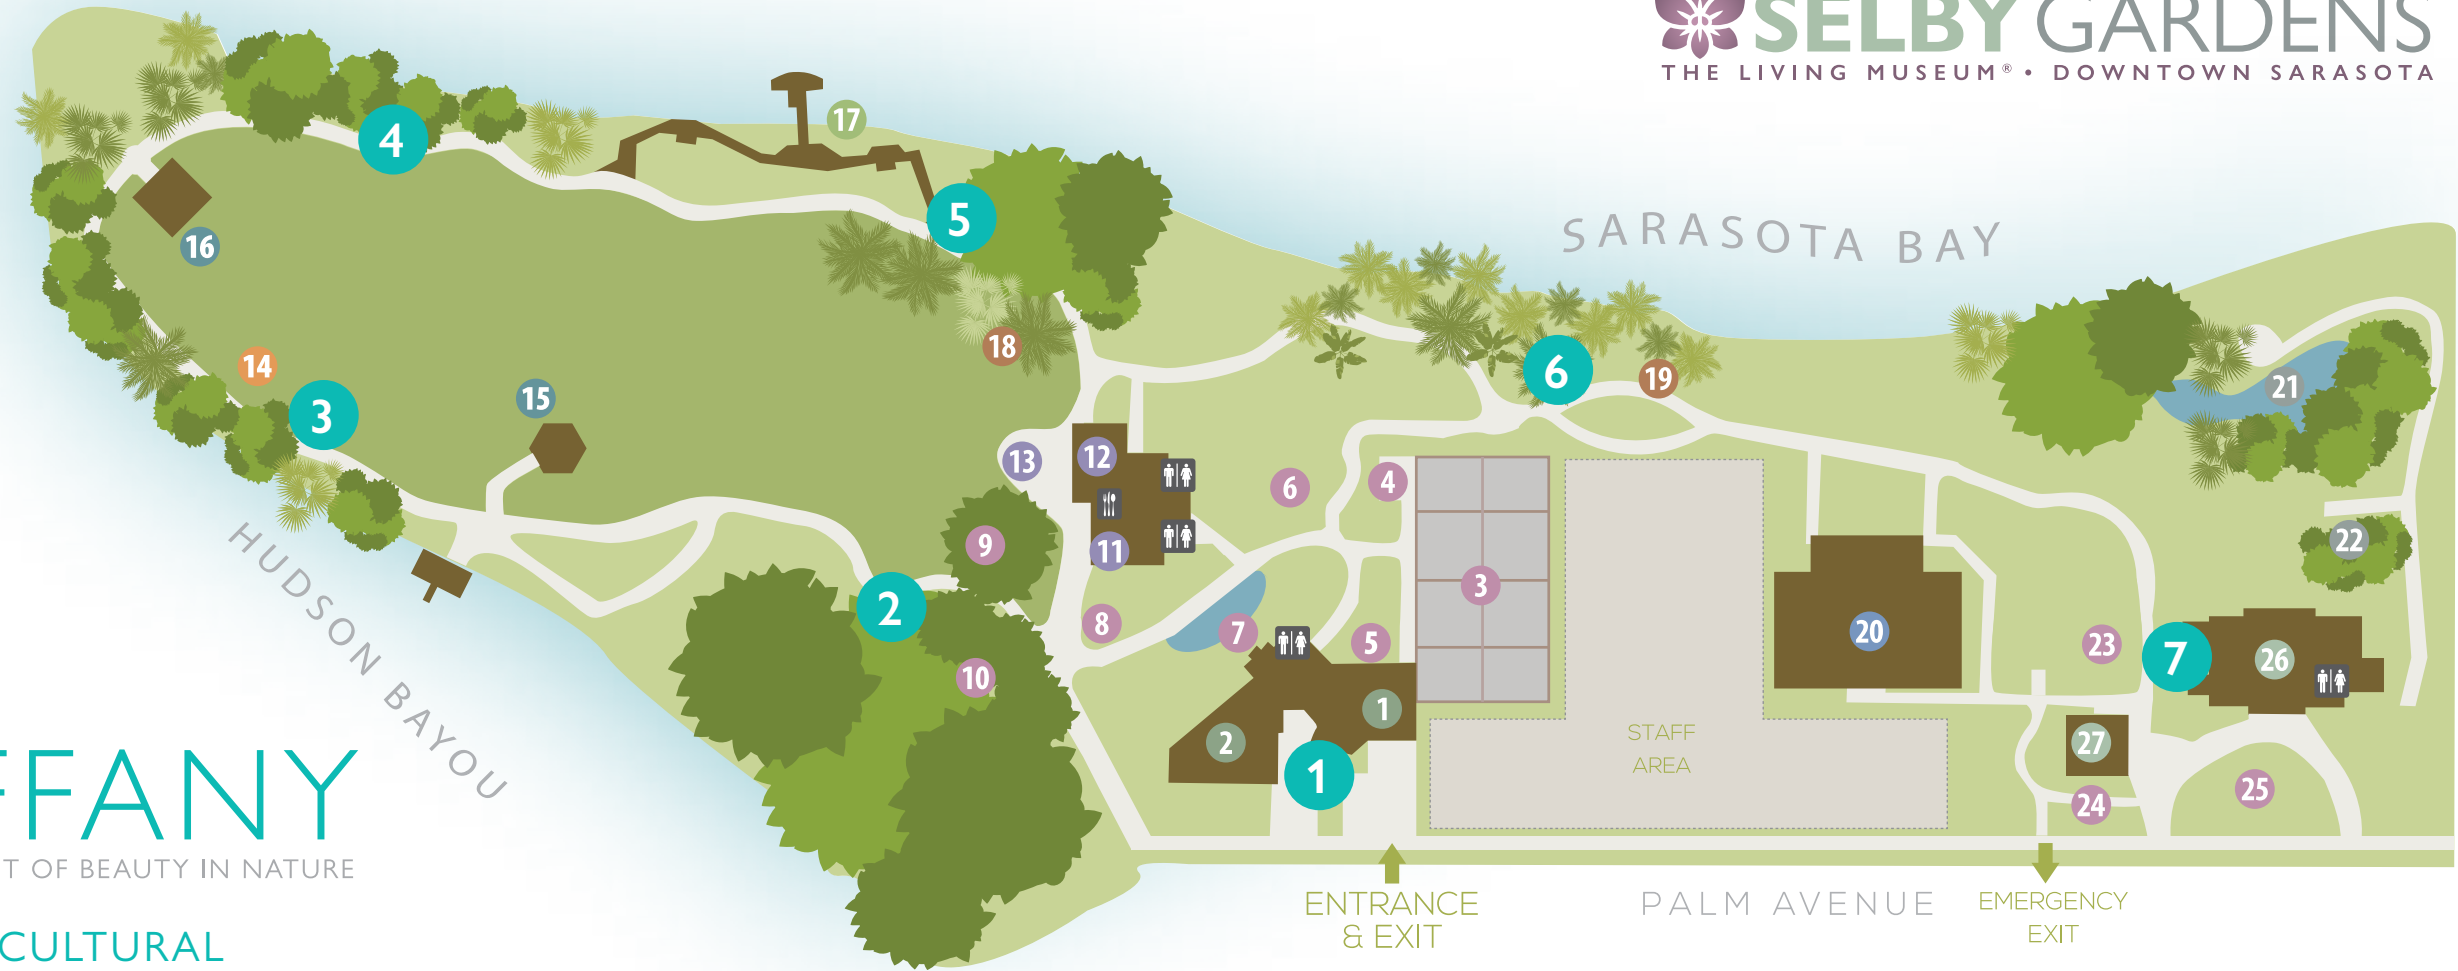 SELBY GARDENS
THE LIVING MUSEUM® • DOWNTOWN SARASOTA
SARASOTA BAY
HUDSON BAYOU
4
17
5
16
18
6
19
14
3
15
21
13
12
6
4
9
11
3
22
2
8
7
5
20
23
7
26
10
1
2
1
STAFF
AREA
27
24
25
FFANY
T OF BEAUTY IN NATURE
CULTURAL
ENTRANCE
& EXIT
PALM AVENUE
EMERGENCY
EXIT